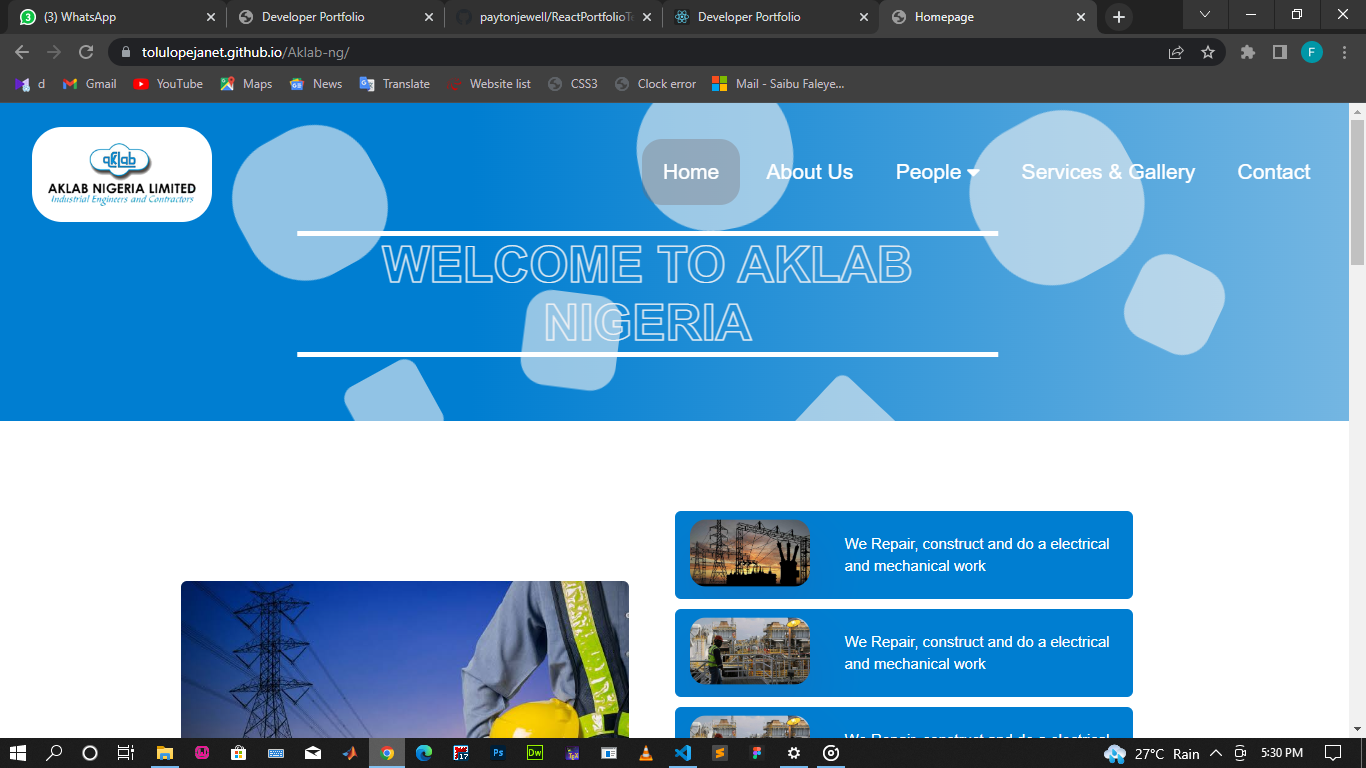 (3) WhatsApp
Developer Portfolio
paytonjewell/ReactPortfolioTe
Developer Portfolio
Homepage
tolulopejanet.github.io/Aklab-ng/
F
d
Gmail
YouTube
Maps
News
Translate
Website list
CSS3
Clock error
Mail - Saibu Faleye...
aklab
AKLAB NIGERIA LIMITED
Industrial Engineers and Contractors
Home
About Us
People
Services & Gallery
Contact
WELCOME TO AKLAB
NIGERIA
We Repair, construct and do a electrical
and mechanical work
We Repair, construct and do a electrical
and mechanical work
We Repair, construct and do a electrical
27°C Rain
5:30 PM